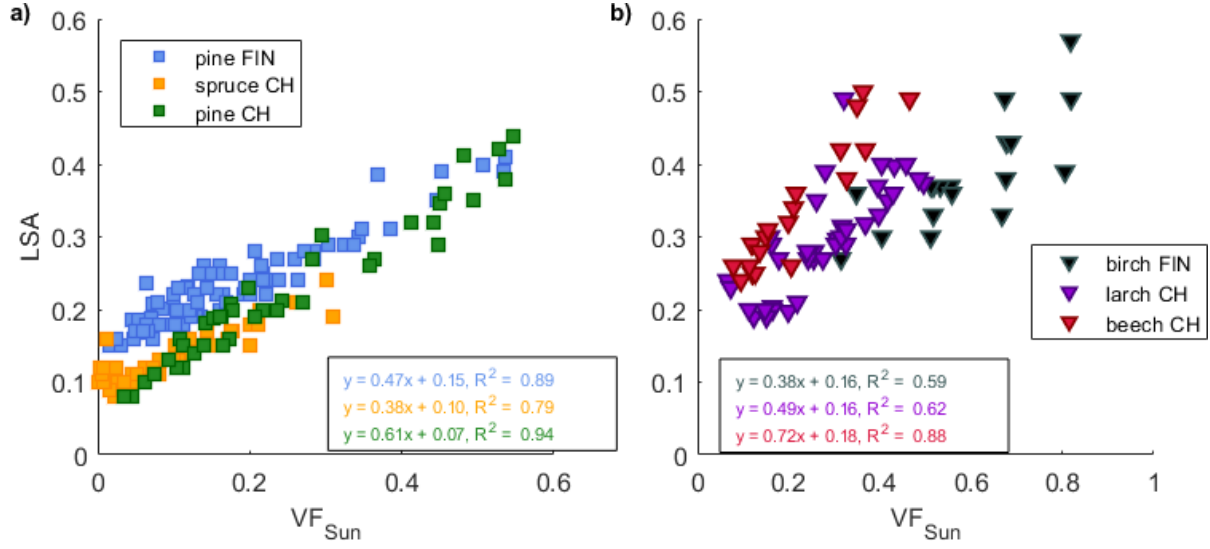 a)
0.6
0.5
0.4
0.3
0.2
0.1
0
LSA
pine FIN
spruce CH
pine CH
y = 0.47x + 0.15, R² = 0.89
y = 0.38x + 0.10, R² = 0.79
y = 0.61x + 0.07, R² = 0.94
0 0.2 0.4 0.6
VF_Sun
b)
0.6
0.5
0.4
0.3
0.2
0.1
0
birch FIN
larch CH
beech CH
y = 0.38x + 0.16, R² = 0.59
y = 0.49x + 0.16, R² = 0.62
y = 0.72x + 0.18, R² = 0.88
0 0.2 0.4 0.6 0.8 1
VF_Sun